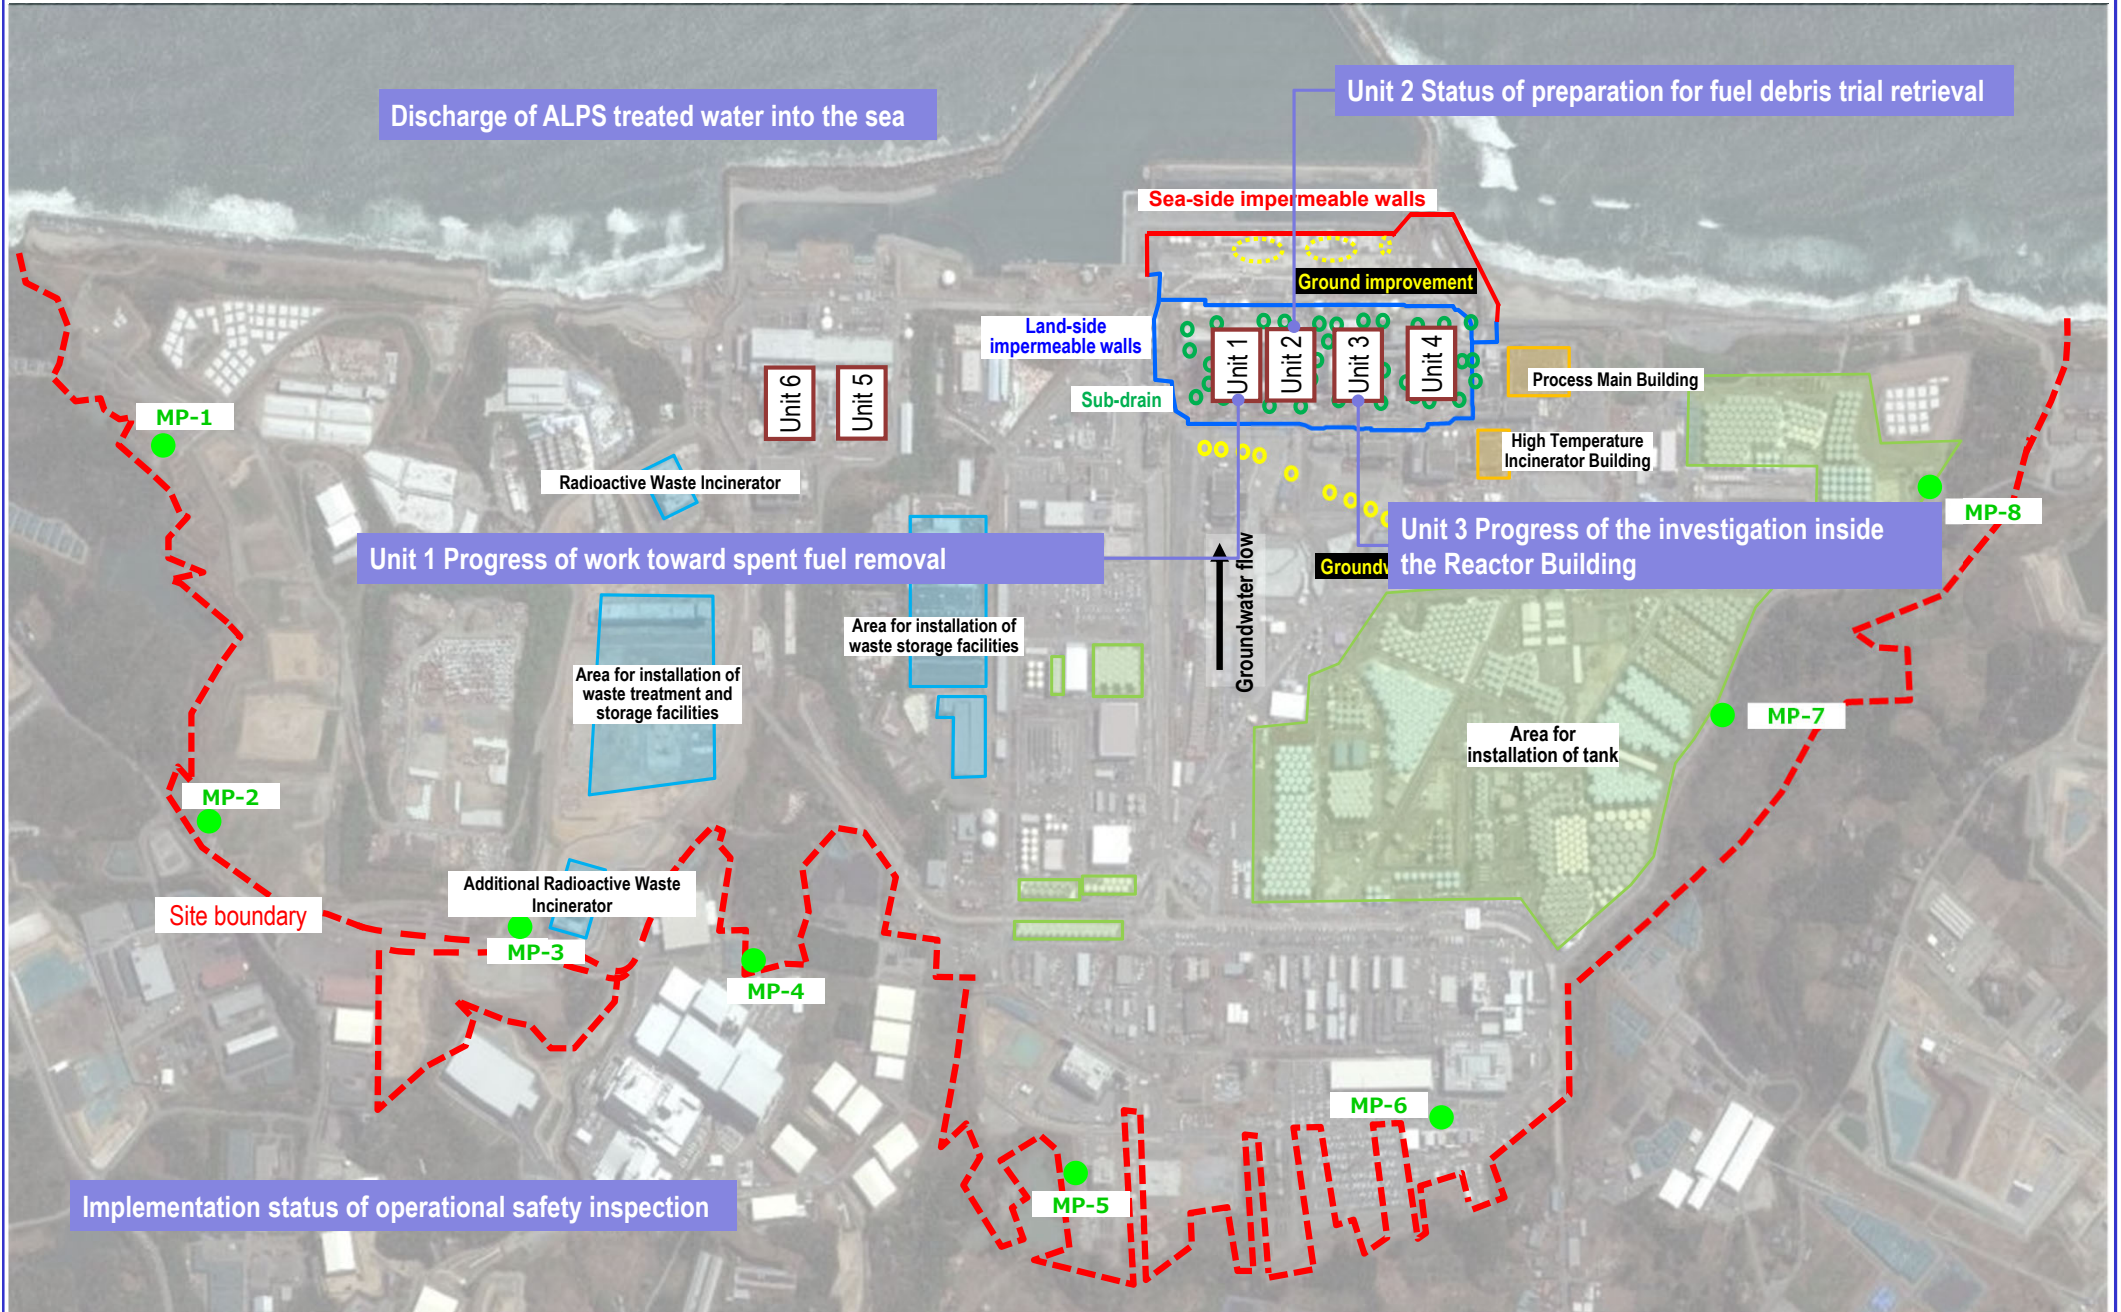 Unit 2 Status of preparation for fuel debris trial retrieval
Discharge of ALPS treated water into the sea
Sea-side impermeable walls
Ground improvement
Land-side
impermeable walls
Unit 1
Unit 2
Unit 3
Unit 4
Process Main Building
Sub-drain
Unit 6
Unit 5
MP-1
High Temperature
Incinerator Building
Radioactive Waste Incinerator
MP-8
Unit 3 Progress of the investigation inside
the Reactor Building
Unit 1 Progress of work toward spent fuel removal
Groundwater flow
Area for installation of
waste storage facilities
Area for installation of
waste treatment and
storage facilities
MP-7
Area for
installation of tank
MP-2
Additional Radioactive Waste
Incinerator
Site boundary
MP-3
MP-4
MP-6
MP-5
Implementation status of operational safety inspection